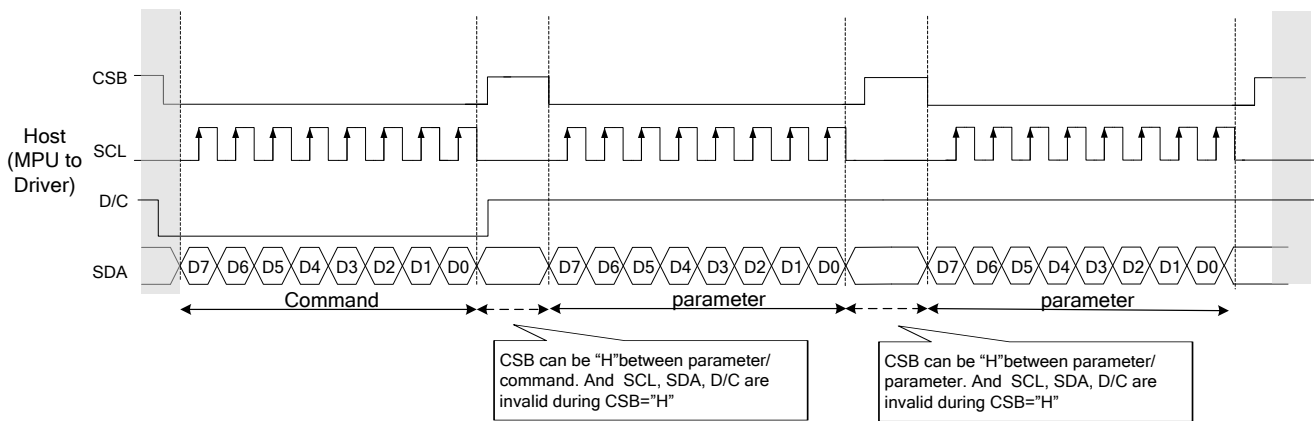 CSB
Host
(MPU to
Driver)
SCL
D/C
SDA
D7 D6 D5 D4 D3 D2 D1 D0 D7 D6 D5 D4 D3 D2 D1 D0 D7 D6 D5 D4 D3 D2 D1 D0
Command parameter parameter
CSB can be “H”between parameter/
command. And SCL, SDA, D/C are
invalid during CSB=”H”
CSB can be “H”between parameter/
parameter. And SCL, SDA, D/C are
invalid during CSB=”H”